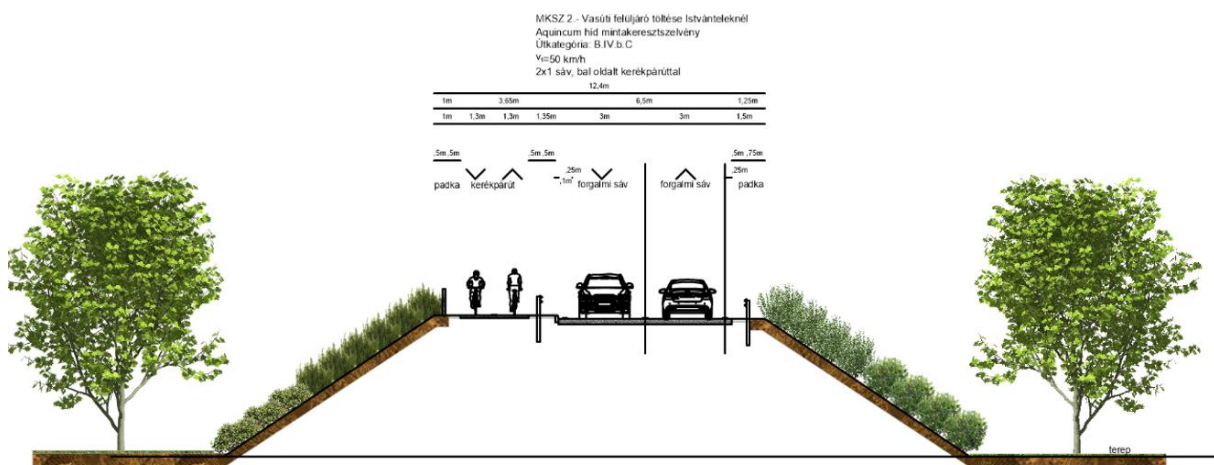 MKSZ 2.- Vasúti felüljáró töltése Istvánteleknél
Aquincum híd mintakeresztszelvény
Útkategória: B.IV.b.C
vt=50 km/h
2x1 sáv, bal oldalt kerékpárúttal
12,4m
1m 3,65m 6,5m 1,25m
1m 1,3m 1,3m 1,35m 3m 3m 1,5m
,5m ,5m ,5m ,5m ,5m ,75m
,25m ,25m
,1m
padka kerékpárút forgalmi sáv forgalmi sáv padka
terep